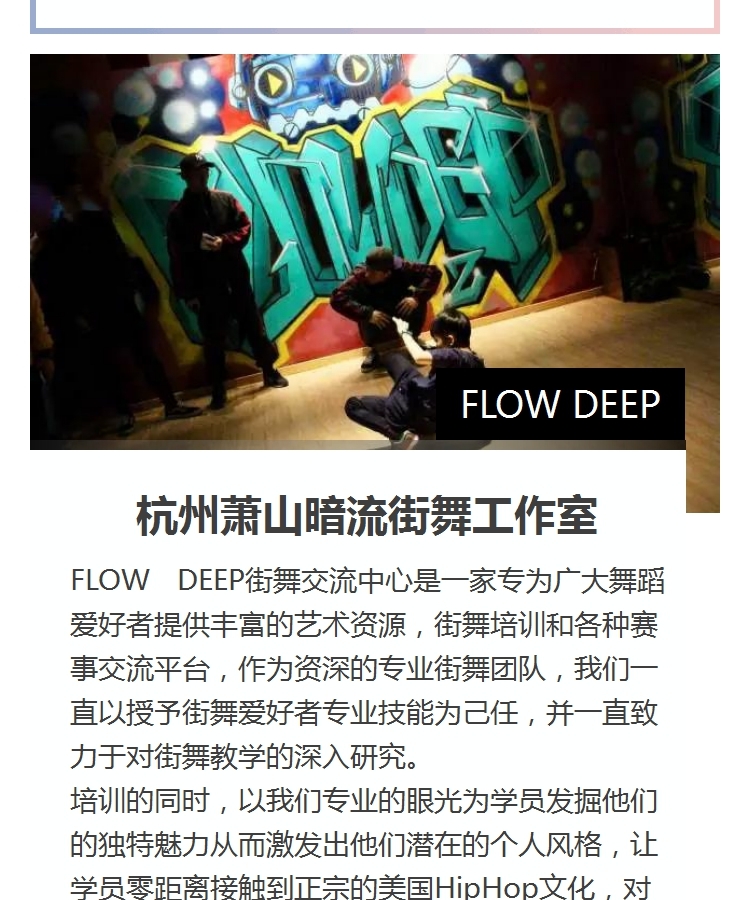 FLOW DEEP
FLOW DEEP
杭州萧山暗流街舞工作室
FLOW DEEP街舞交流中心是一家专为广大舞蹈
爱好者提供丰富的艺术资源，街舞培训和各种赛
事交流平台，作为资深的专业街舞团队，我们一
直以授予街舞爱好者专业技能为己任，并一直致
力于对街舞教学的深入研究。
培训的同时，以我们专业的眼光为学员发掘他们
的独特魅力从而激发出他们潜在的个人风格，让
学员零距离接触到正宗的美国HipHop文化，对